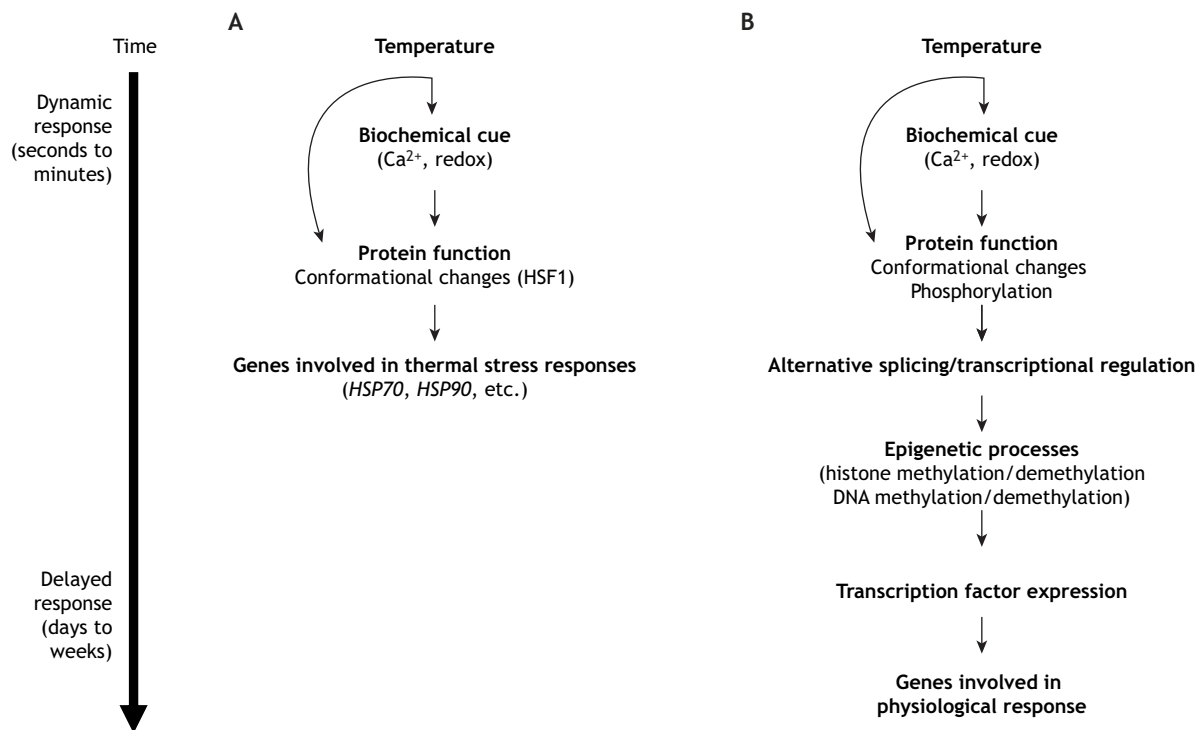 Time
Dynamic
response
(seconds to
minutes)
Delayed
response
(days to
weeks)
A
Temperature
Biochemical cue
(Ca²⁺, redox)
Protein function
Conformational changes (HSF1)
Genes involved in thermal stress responses
(HSP70, HSP90, etc.)
B
Temperature
Biochemical cue
(Ca²⁺, redox)
Protein function
Conformational changes
Phosphorylation
Alternative splicing/transcriptional regulation
Epigenetic processes
(histone methylation/demethylation
DNA methylation/demethylation)
Transcription factor expression
Genes involved in
physiological response